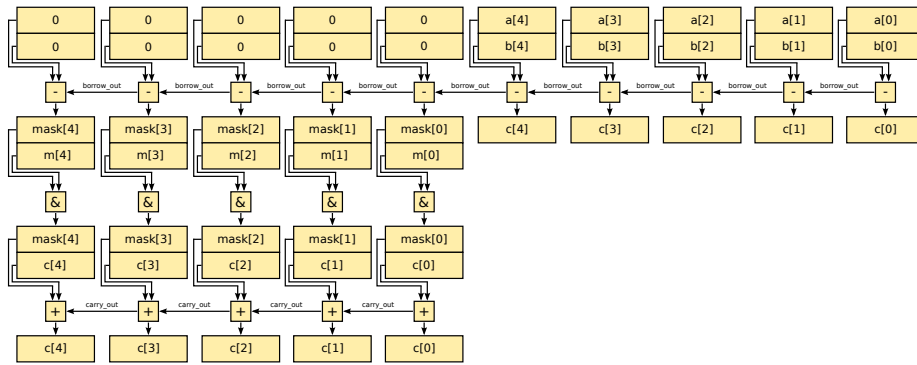 0 0 0 0 0 a[4] a[3] a[2] a[1] a[0]
0 0 0 0 0 b[4] b[3] b[2] b[1] b[0]
- borrow_out - borrow_out - borrow_out - borrow_out - borrow_out - borrow_out - borrow_out - borrow_out - borrow_out -
mask[4] mask[3] mask[2] mask[1] mask[0] c[4] c[3] c[2] c[1] c[0]
m[4] m[3] m[2] m[1] m[0]
& & & & &
mask[4] mask[3] mask[2] mask[1] mask[0]
c[4] c[3] c[2] c[1] c[0]
+ carry_out + carry_out + carry_out + carry_out +
c[4] c[3] c[2] c[1] c[0]